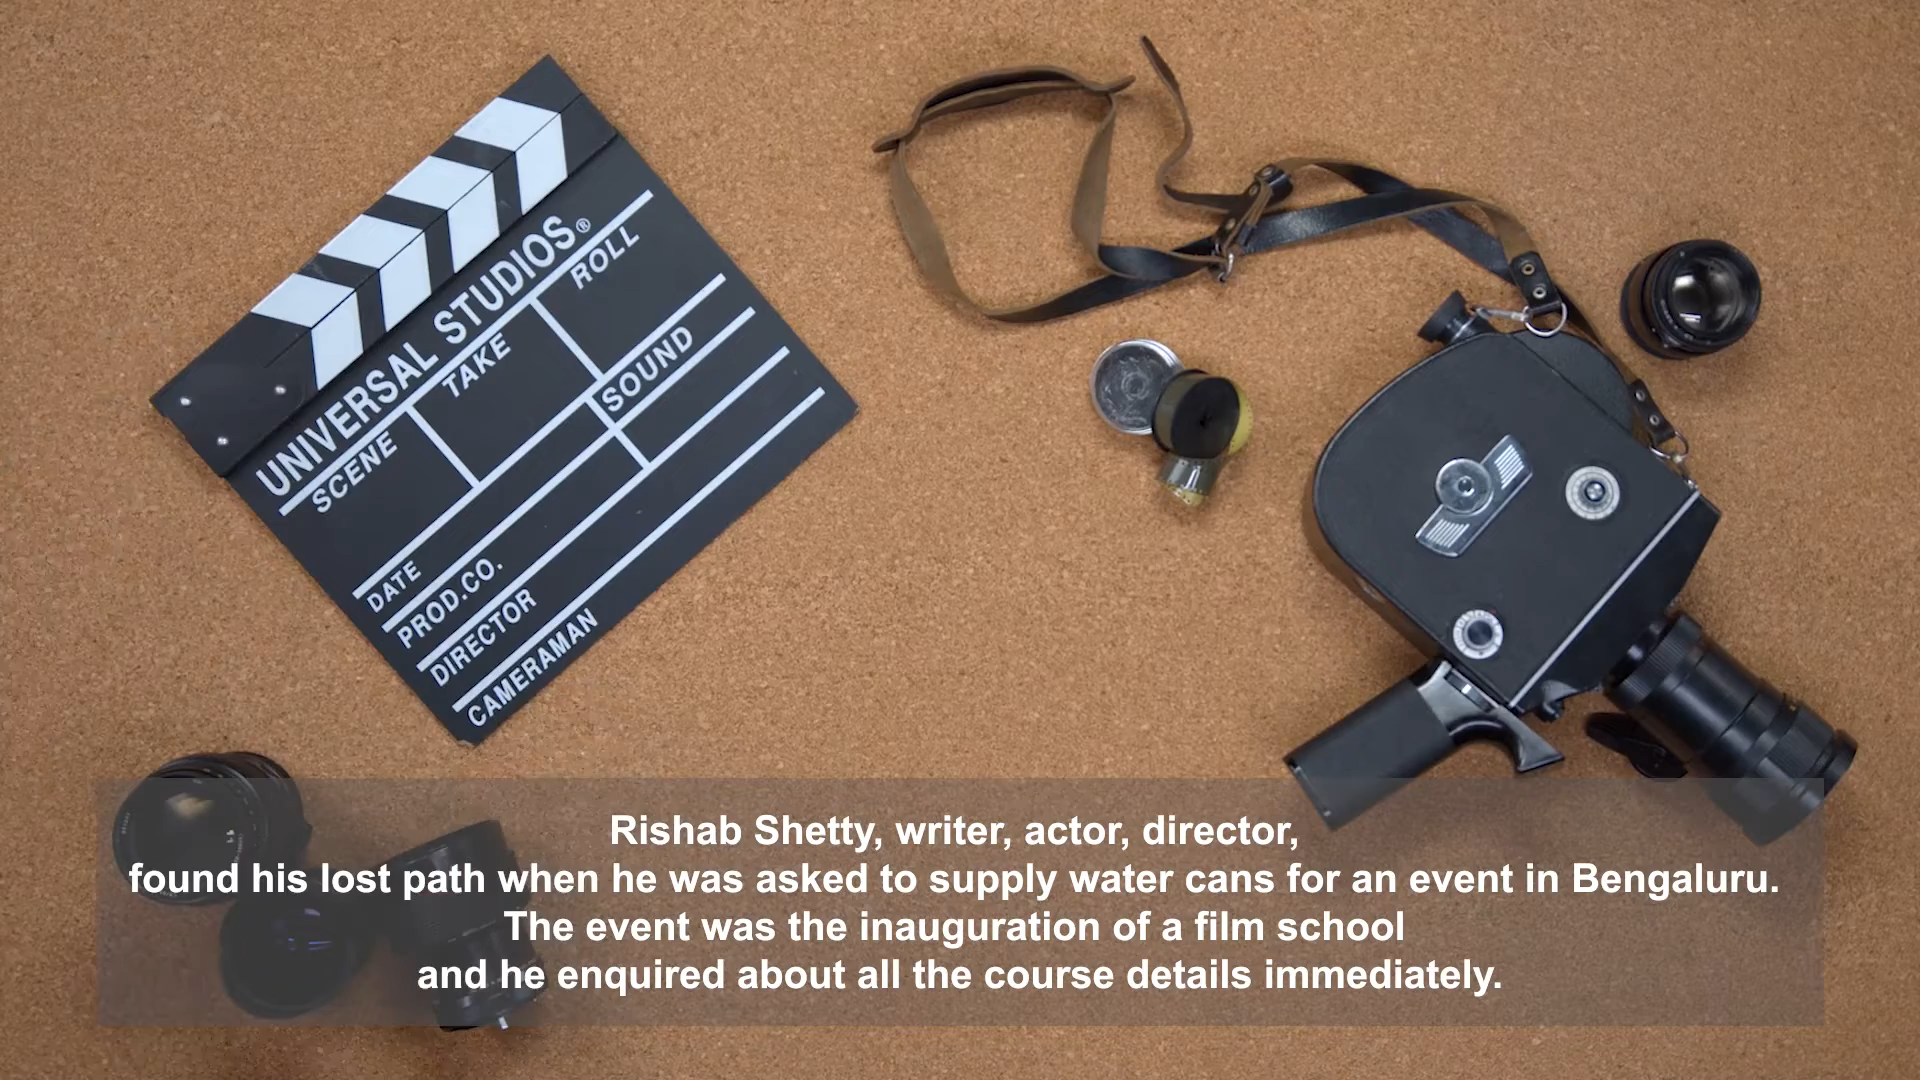 UNIVERSAL STUDIOS®
SCENE
TAKE
ROLL
SOUND
DATE
PROD.CO.
DIRECTOR
CAMERAMAN
Rishab Shetty, writer, actor, director,
found his lost path when he was asked to supply water cans for an event in Bengaluru.
The event was the inauguration of a film school
and he enquired about all the course details immediately.